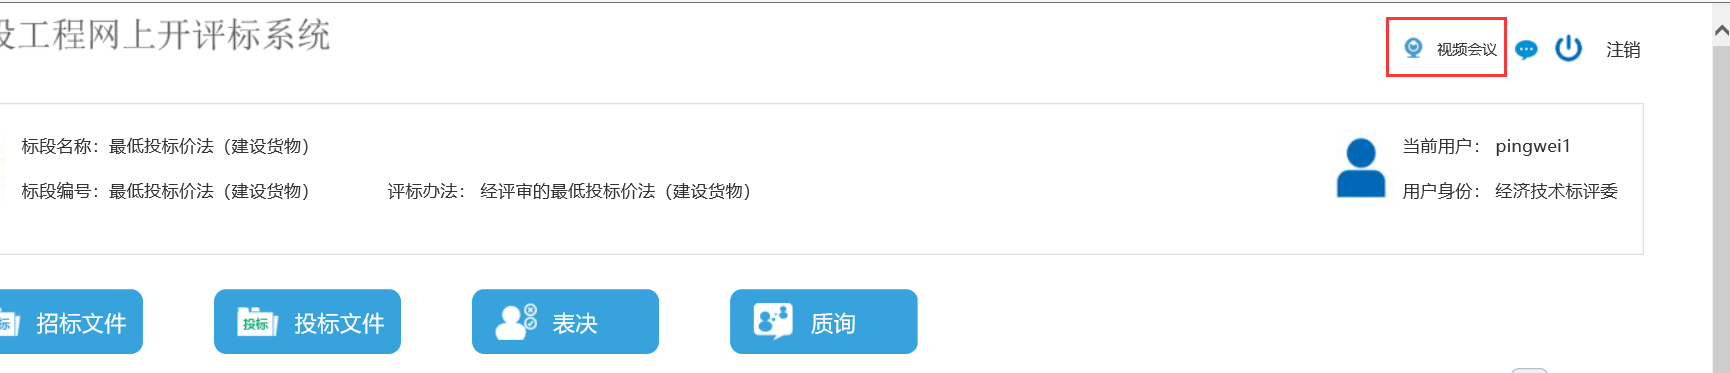 设工程网上开评标系统
视频会议
注销
标段名称：最低投标价法（建设货物）
当前用户： pingwei1
标段编号：最低投标价法（建设货物） 评标办法： 经评审的最低投标价法（建设货物）
用户身份： 经济技术标评委
标 招标文件
投标 投标文件
表决
质询